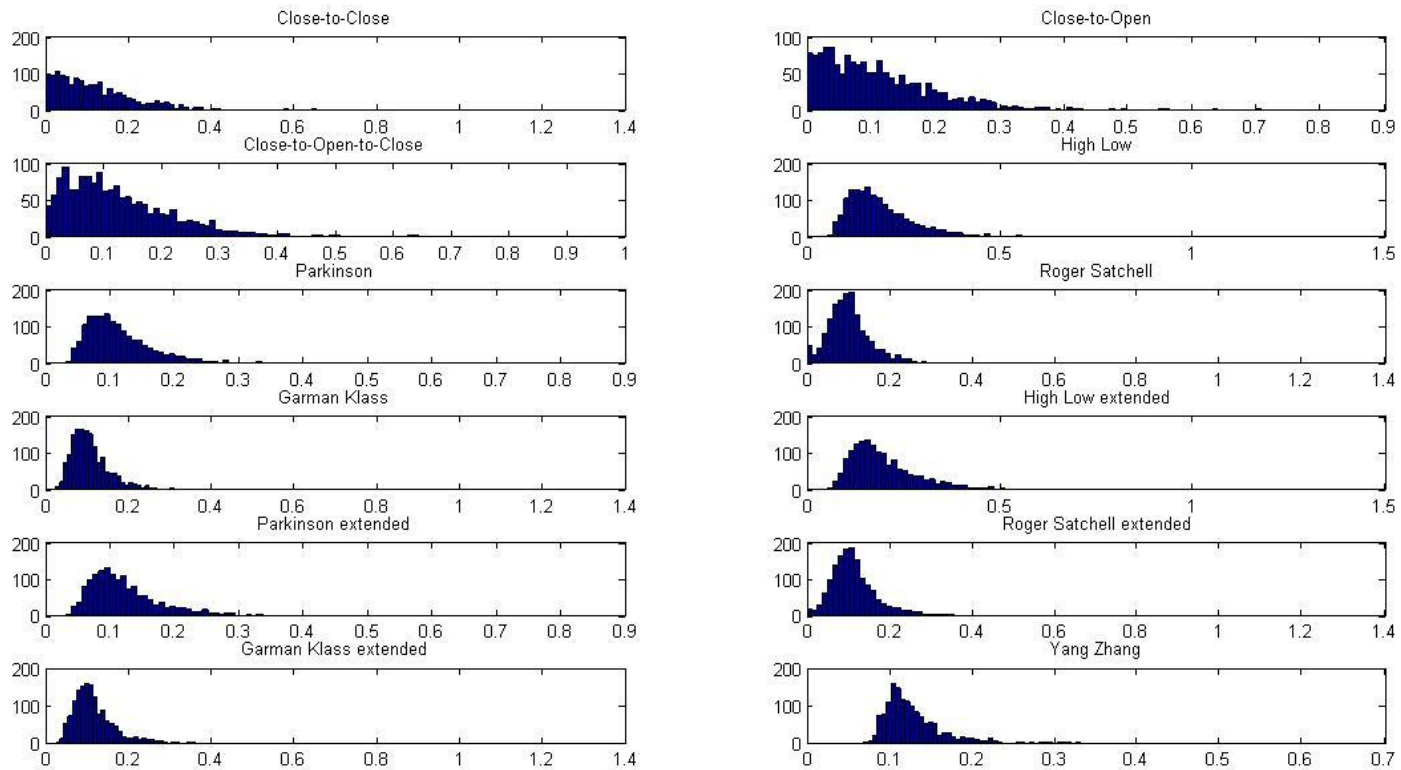 Close-to-Close
200
100
0
0 0.2 0.4 0.6 0.8 1 1.2 1.4
Close-to-Open
100
50
0
0 0.1 0.2 0.3 0.4 0.5 0.6 0.7 0.8 0.9
Close-to-Open-to-Close
100
50
0
0 0.1 0.2 0.3 0.4 0.5 0.6 0.7 0.8 0.9 1
High Low
200
100
0
0 0.5 1 1.5
Parkinson
200
100
0
0 0.1 0.2 0.3 0.4 0.5 0.6 0.7 0.8 0.9
Roger Satchell
200
100
0
0 0.2 0.4 0.6 0.8 1 1.2 1.4
Garman Klass
200
100
0
0 0.2 0.4 0.6 0.8 1 1.2 1.4
High Low extended
200
100
0
0 0.5 1 1.5
Parkinson extended
200
100
0
0 0.1 0.2 0.3 0.4 0.5 0.6 0.7 0.8 0.9
Roger Satchell extended
200
100
0
0 0.2 0.4 0.6 0.8 1 1.2 1.4
Garman Klass extended
200
100
0
0 0.2 0.4 0.6 0.8 1 1.2 1.4
Yang Zhang
200
100
0
0 0.1 0.2 0.3 0.4 0.5 0.6 0.7